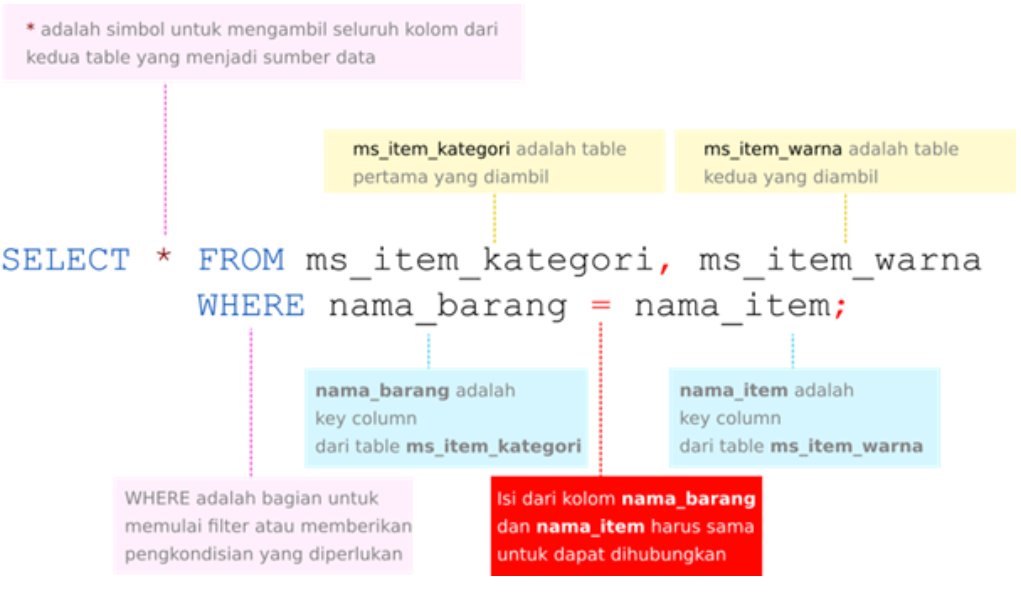 * adalah simbol untuk mengambil seluruh kolom dari
kedua table yang menjadi sumber data
ms_item_kategori adalah table
pertama yang diambil
ms_item_warna adalah table
kedua yang diambil
SELECT * FROM ms_item_kategori, ms_item_warna
WHERE nama_barang = nama_item;
nama_barang adalah
key column
dari table ms_item_kategori
nama_item adalah
key column
dari table ms_item_warna
WHERE adalah bagian untuk
memulai filter atau memberikan
pengkondisian yang diperlukan
Isi dari kolom nama_barang
dan nama_item harus sama
untuk dapat dihubungkan